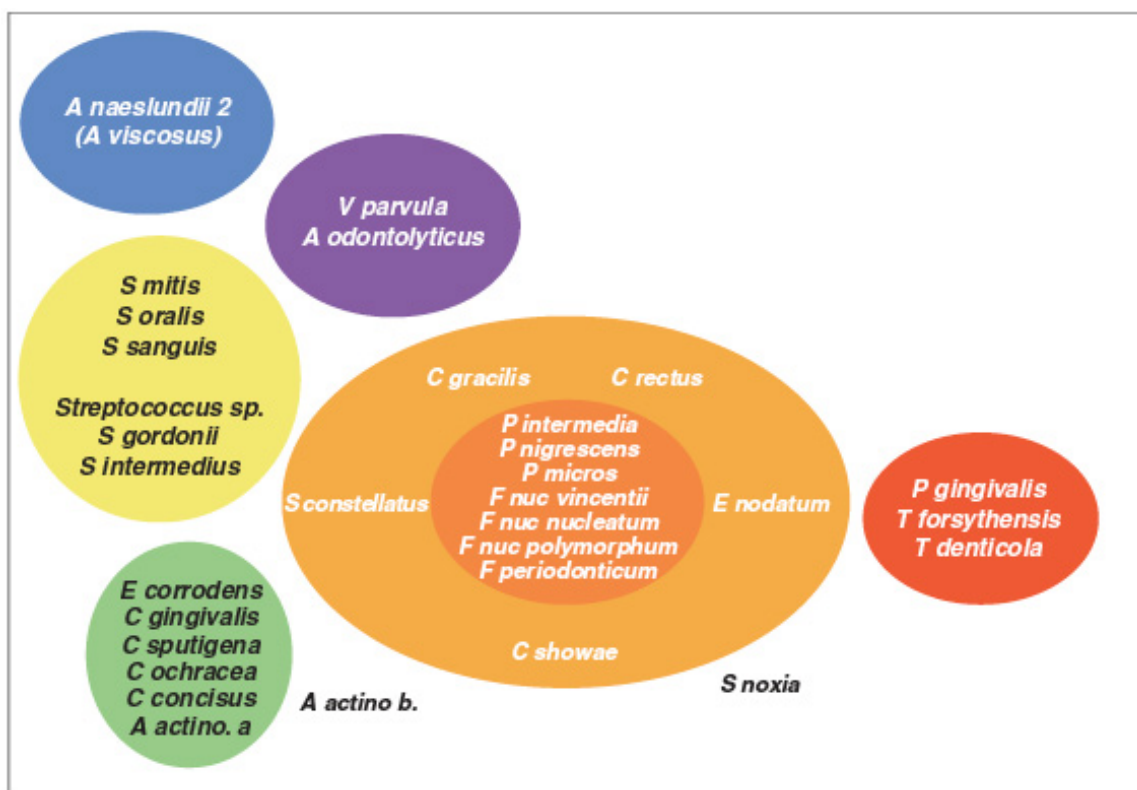 A naeslundii 2
(A viscosus)
V parvula
A odontolyticus
S mitis
S oralis
S sanguis
Streptococcus sp.
S gordonii
S intermedius
C gracilis
C rectus
P intermedia
P nigrescens
P micros
F nuc vincentii
F nuc nucleatum
F nuc polymorphum
F periodonticum
S constellatus
E nodatum
C showae
P gingivalis
T forsythensis
T denticola
E corrodens
C gingivalis
C sputigena
C ochracea
C concisus
A actino. a
A actino b.
S noxia